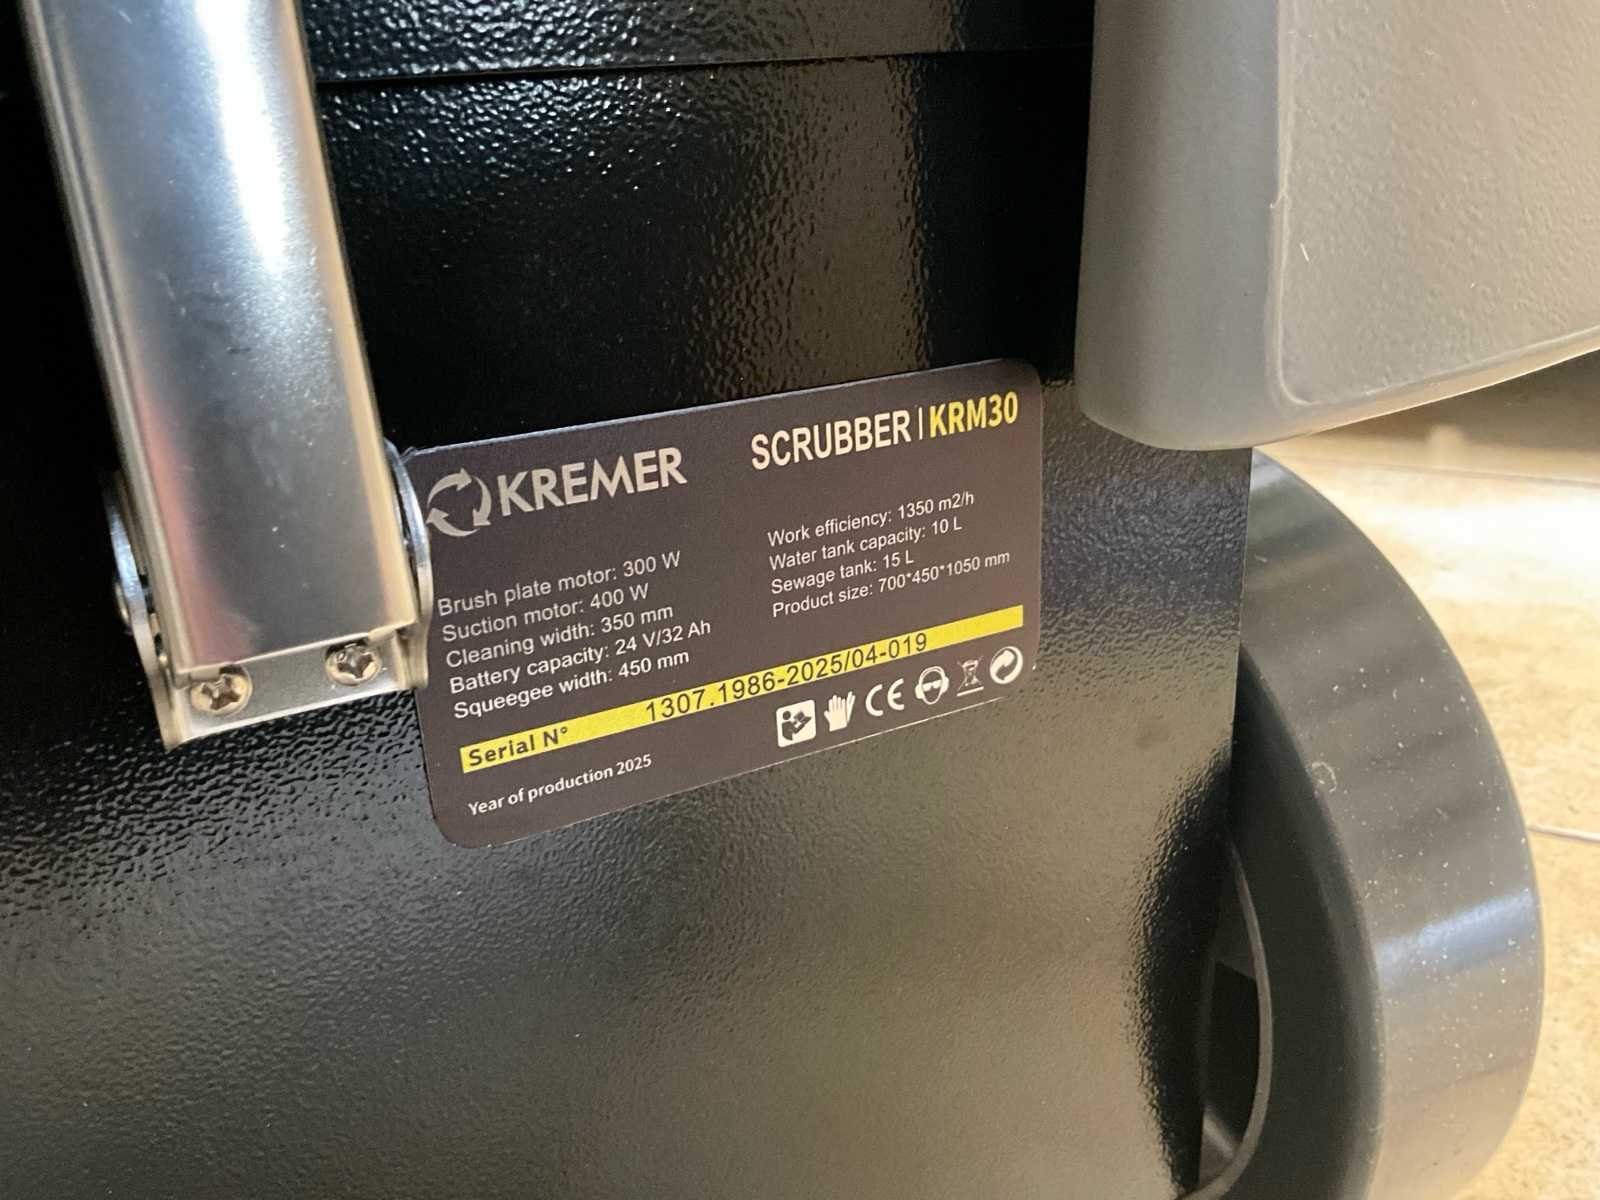 KREMER
SCRUBBER | KRM30
Brush plate motor: 300 W
Suction motor: 400 W
Cleaning width: 350 mm
Battery capacity: 24 V/32 Ah
Squeegee width: 450 mm
Work efficiency: 1350 m2/h
Water tank capacity: 10 L
Sewage tank: 15 L
Product size: 700*450*1050 mm
Serial N° 1307.1986-2025/04-019
Year of production 2025
CE